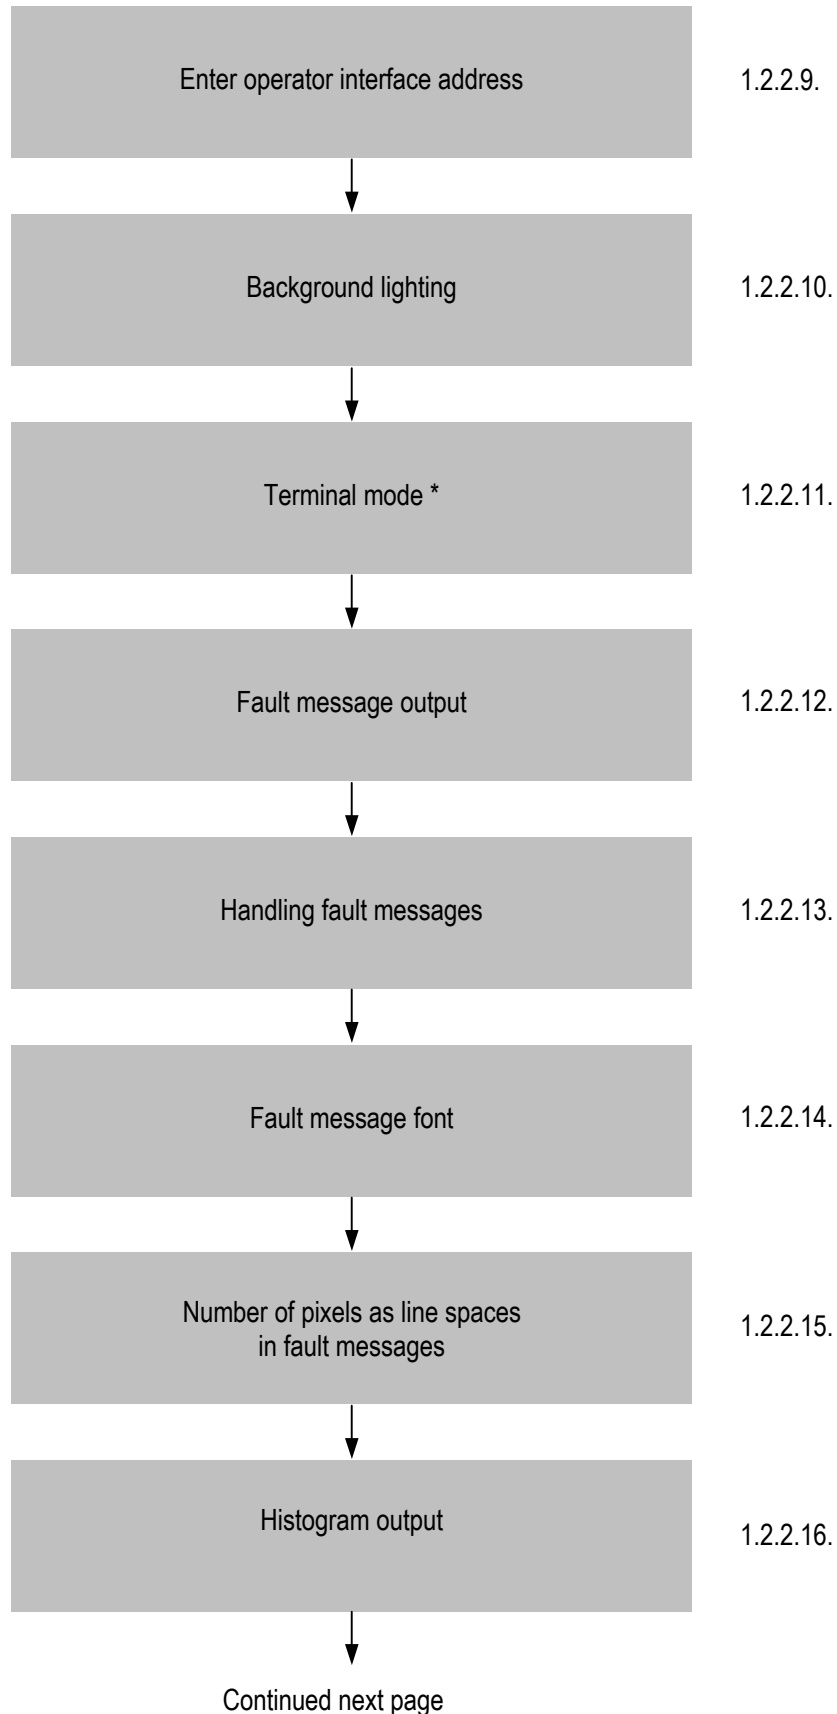 Enter operator interface address
1.2.2.9.
Background lighting
1.2.2.10.
Terminal mode *
1.2.2.11.
Fault message output
1.2.2.12.
Handling fault messages
1.2.2.13.
Fault message font
1.2.2.14.
Number of pixels as line spaces
in fault messages
1.2.2.15.
Histogram output
1.2.2.16.
Continued next page